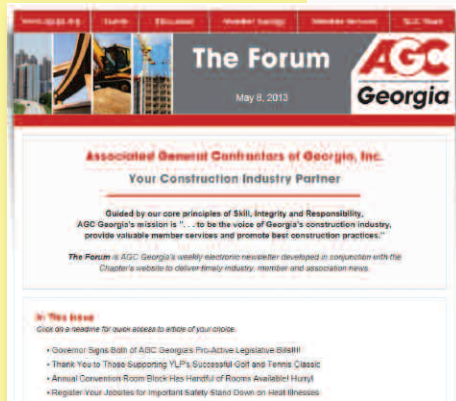 The Forum
AGC
May 8, 2013
Georgia
Associated General Contractors of Georgia, Inc.
Your Construction Industry Partner
Guided by our core principles of Skill, Integrity and Responsibility,
AGC Georgia's mission is ". . . to be the voice of Georgia's construction industry,
provide valuable member services and promote best construction practices."
The Forum is AGC Georgia's weekly electronic newsletter developed in conjunction with the
Chapter's website to deliver timely industry, member and association news.
In This Issue
Click on a headline for quick access to article of your choice.
• Governor Signs Both of AGC Georgia's Pro-Active Legislative Bills!!!!
• Thank You to Those Supporting YLP's Successful Golf and Tennis Classic
• Annual Convention Room Block Has Handful of Rooms Available! Hurry!
• Register Your Jobsites for Important Safety Stand Down on Heat Illnesses